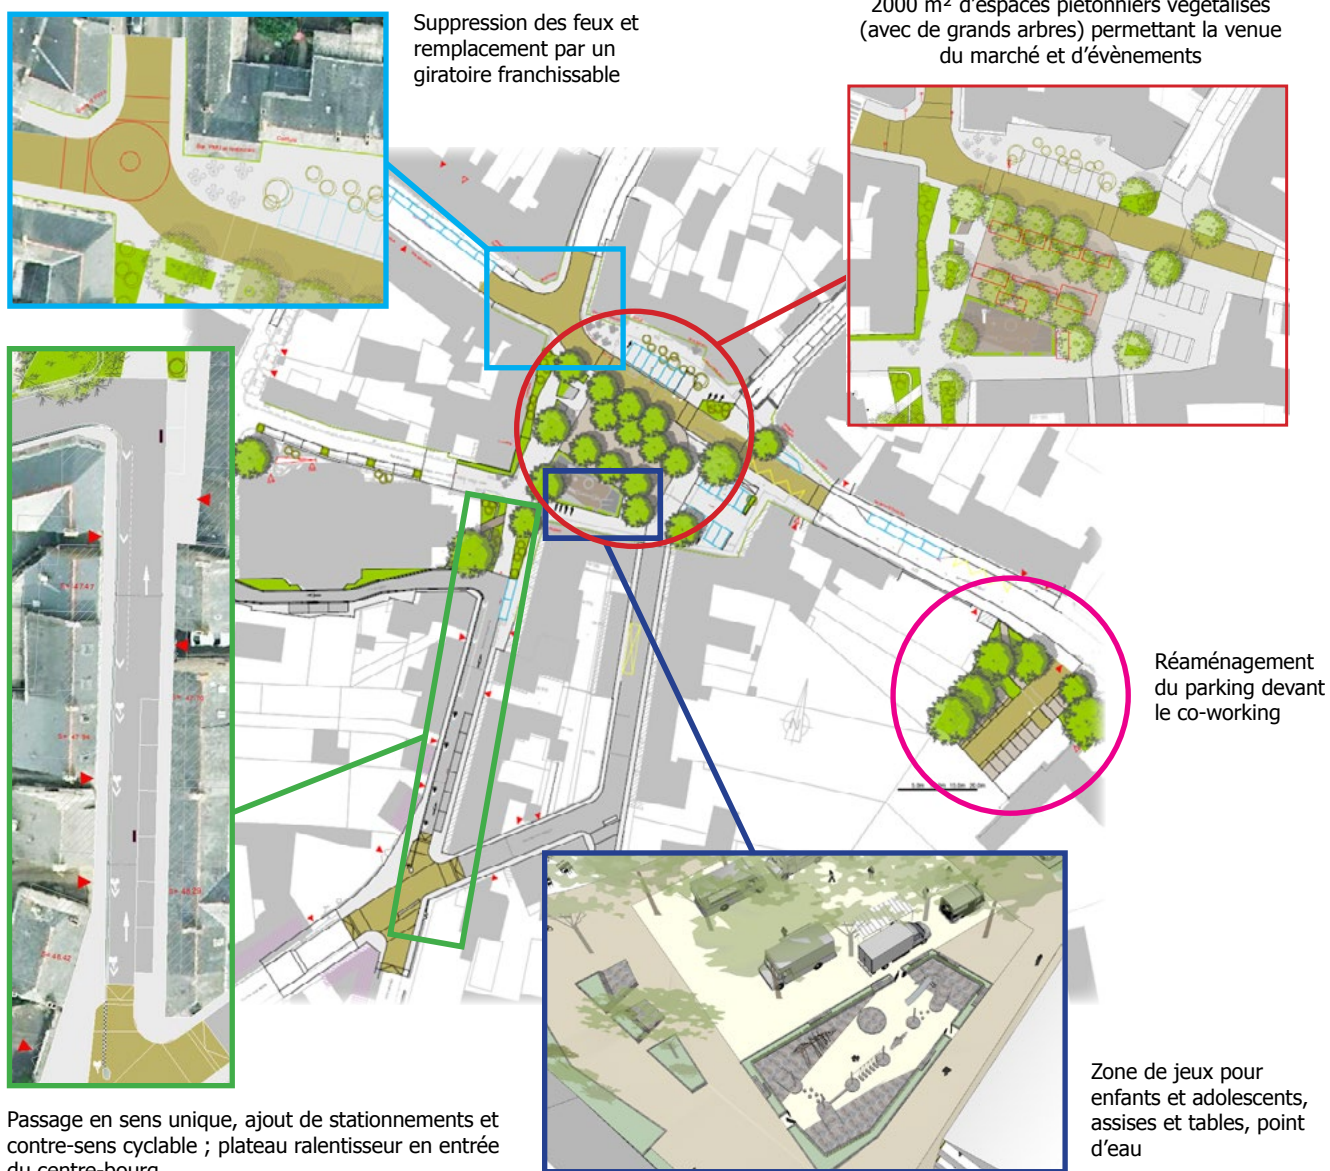 Suppression des feux et
remplacement par un
giratoire franchissable
2000 m² d'espaces piétonniers végétalisés
(avec de grands arbres) permettant la venue
du marché et d'évènements
Réaménagement
du parking devant
le co-working
Zone de jeux pour
enfants et adolescents,
assises et tables, point
d'eau
Passage en sens unique, ajout de stationnements et
contre-sens cyclable ; plateau ralentisseur en entrée
du centre-bourg